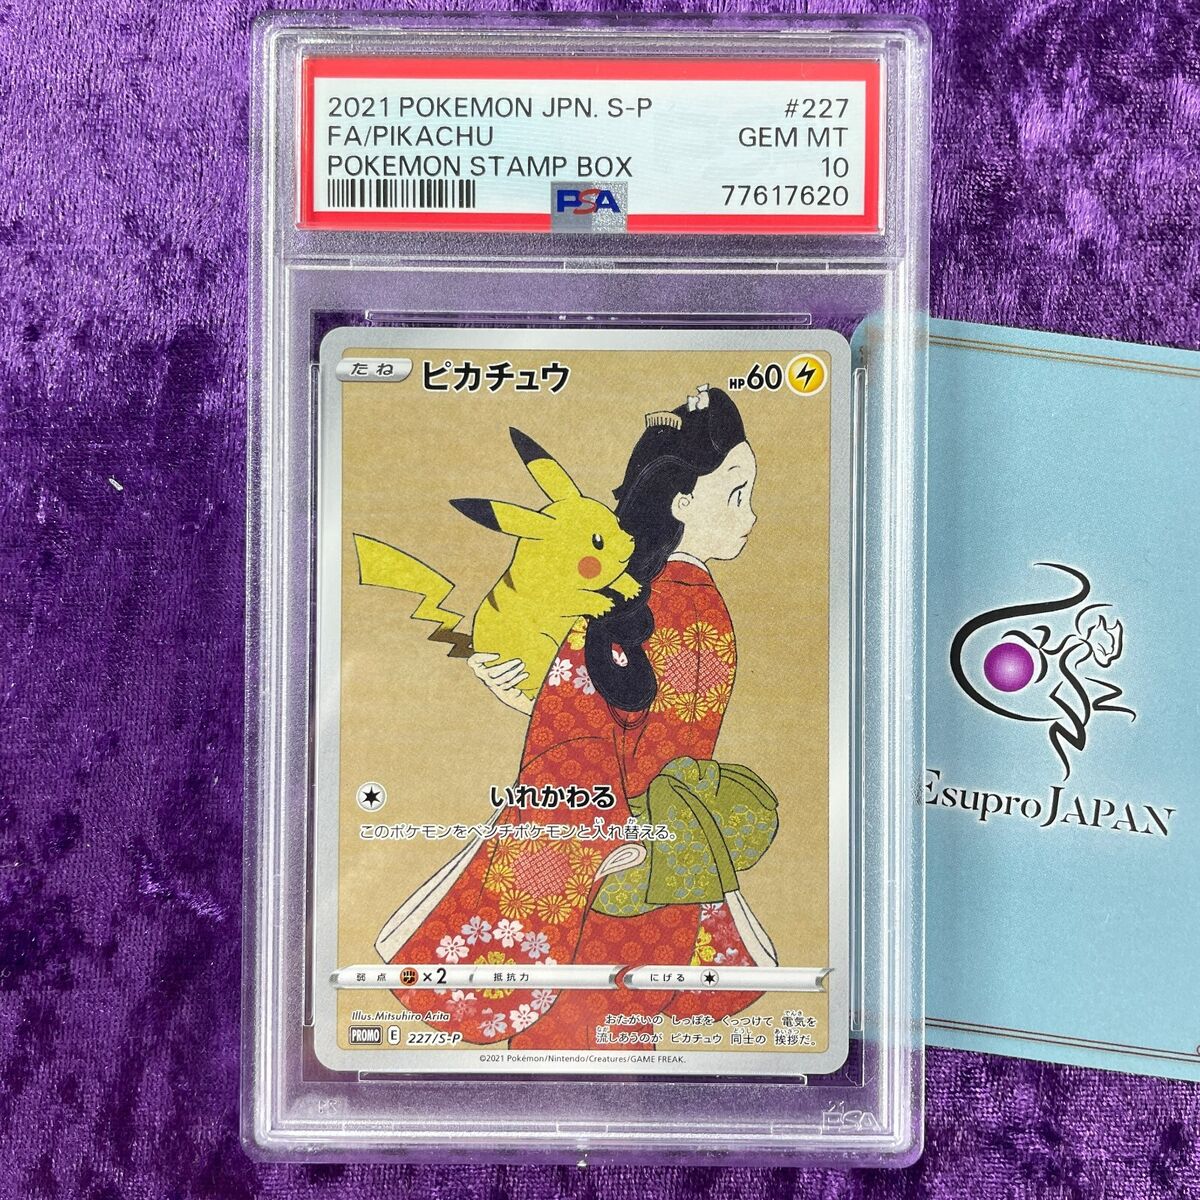 2021 POKEMON JPN. S-P #227
FA/PIKACHU GEM MT
POKEMON STAMP BOX 10
PSA 77617620
たね ピカチュウ HP60
いれかわる
このポケモンをベンチポケモンと入れ替える。
弱点 ×2 抵抗力 にげる
Illus.Mitsuhiro Arita
PROMO E 227/S-P
おたがいの しっぽを くっつけて 電気を
流しあうのが ピカチュウ 同士の 挨拶だ。
©2021 Pokémon/Nintendo/Creatures/GAME FREAK.
PSA
EsuproJAPAN